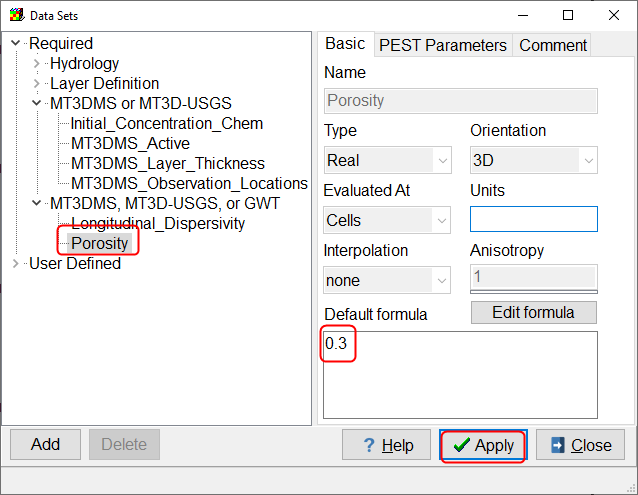 Data Sets
Required
Hydrology
Layer Definition
MT3DMS or MT3D-USGS
Initial_Concentration_Chem
MT3DMS_Active
MT3DMS_Layer_Thickness
MT3DMS_Observation_Locations
MT3DMS, MT3D-USGS, or GWT
Longitudinal_Dispersivity
Porosity
User Defined
Add
Delete
Basic
PEST Parameters
Comment
Name
Porosity
Type
Orientation
Real
3D
Evaluated At
Units
Cells
Interpolation
Anisotropy
none
1
Default formula
Edit formula
0.3
? Help
Apply
Close